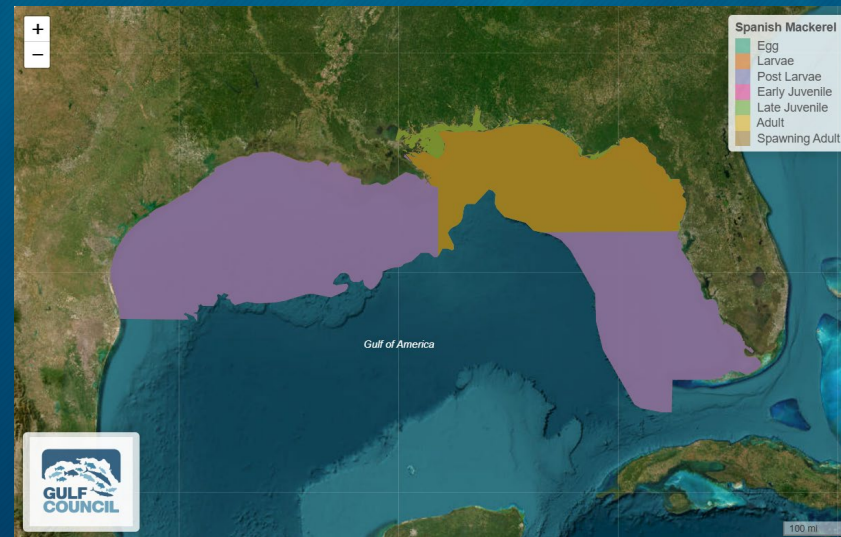 +
−
Spanish Mackerel
Egg
Larvae
Post Larvae
Early Juvenile
Late Juvenile
Adult
Spawning Adult
Gulf of America
GULF
COUNCIL
100 mi